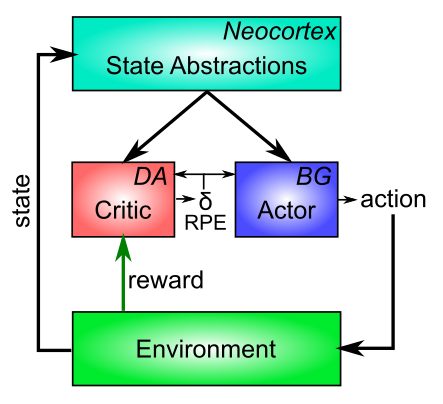 Neocortex
State Abstractions
DA
Critic
δ
RPE
BG
Actor
action
state
reward
Environment